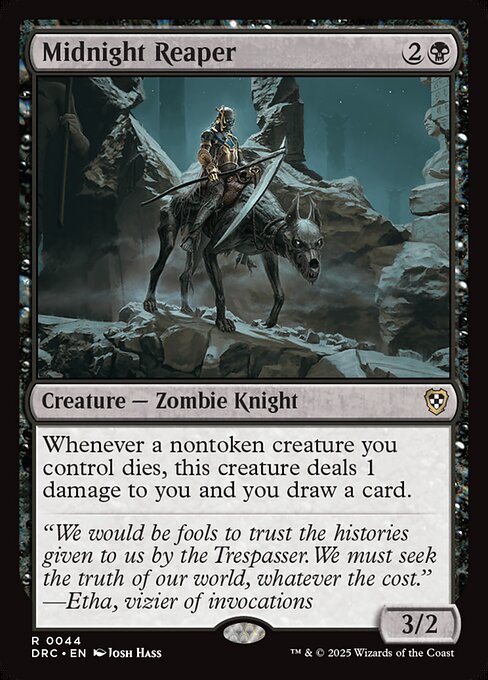 Midnight Reaper 2
Creature — Zombie Knight
Whenever a nontoken creature you
control dies, this creature deals 1
damage to you and you draw a card.
“We would be fools to trust the histories
given to us by the Trespasser. We must seek
the truth of our world, whatever the cost.”
—Etha, vizier of invocations
3/2
R 0044
DRC • EN Josh Hass
™ & © 2025 Wizards of the Coast